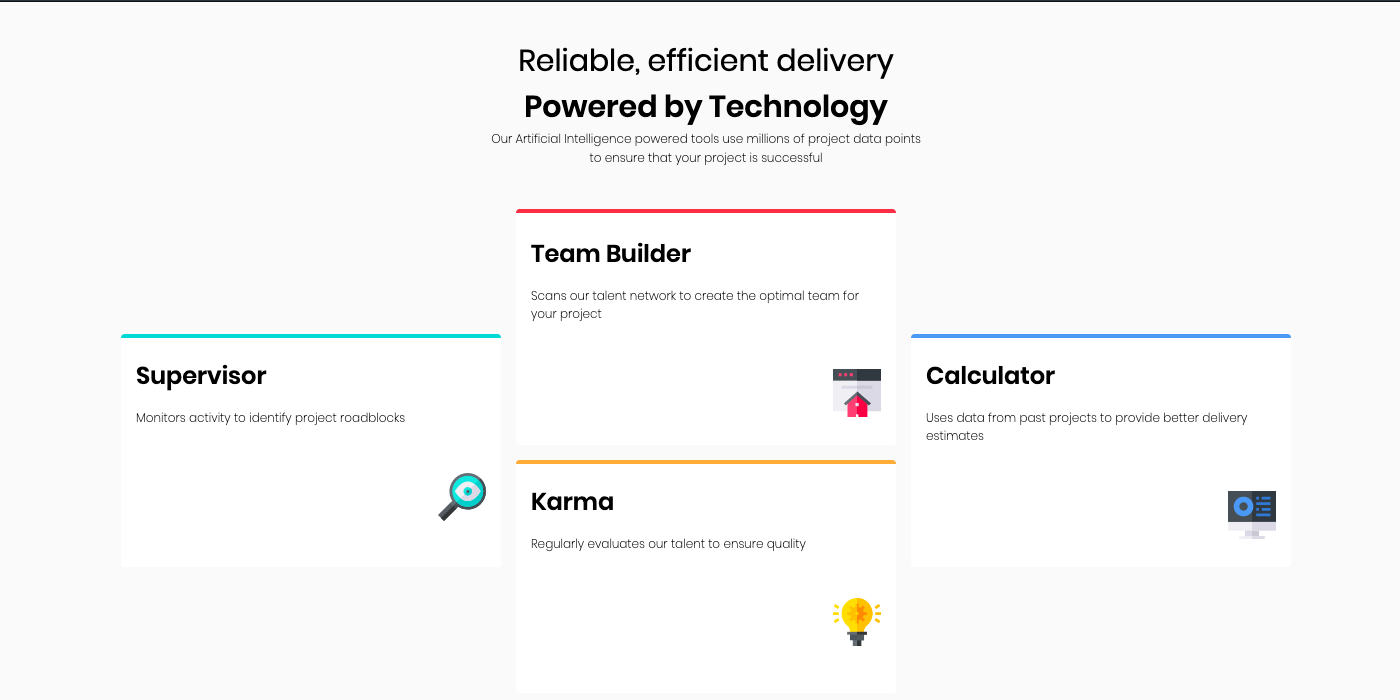 Reliable, efficient delivery
Powered by Technology
Our Artificial Intelligence powered tools use millions of project data points
to ensure that your project is successful
Supervisor
Monitors activity to identify project roadblocks
Team Builder
Scans our talent network to create the optimal team for
your project
Karma
Regularly evaluates our talent to ensure quality
Calculator
Uses data from past projects to provide better delivery
estimates